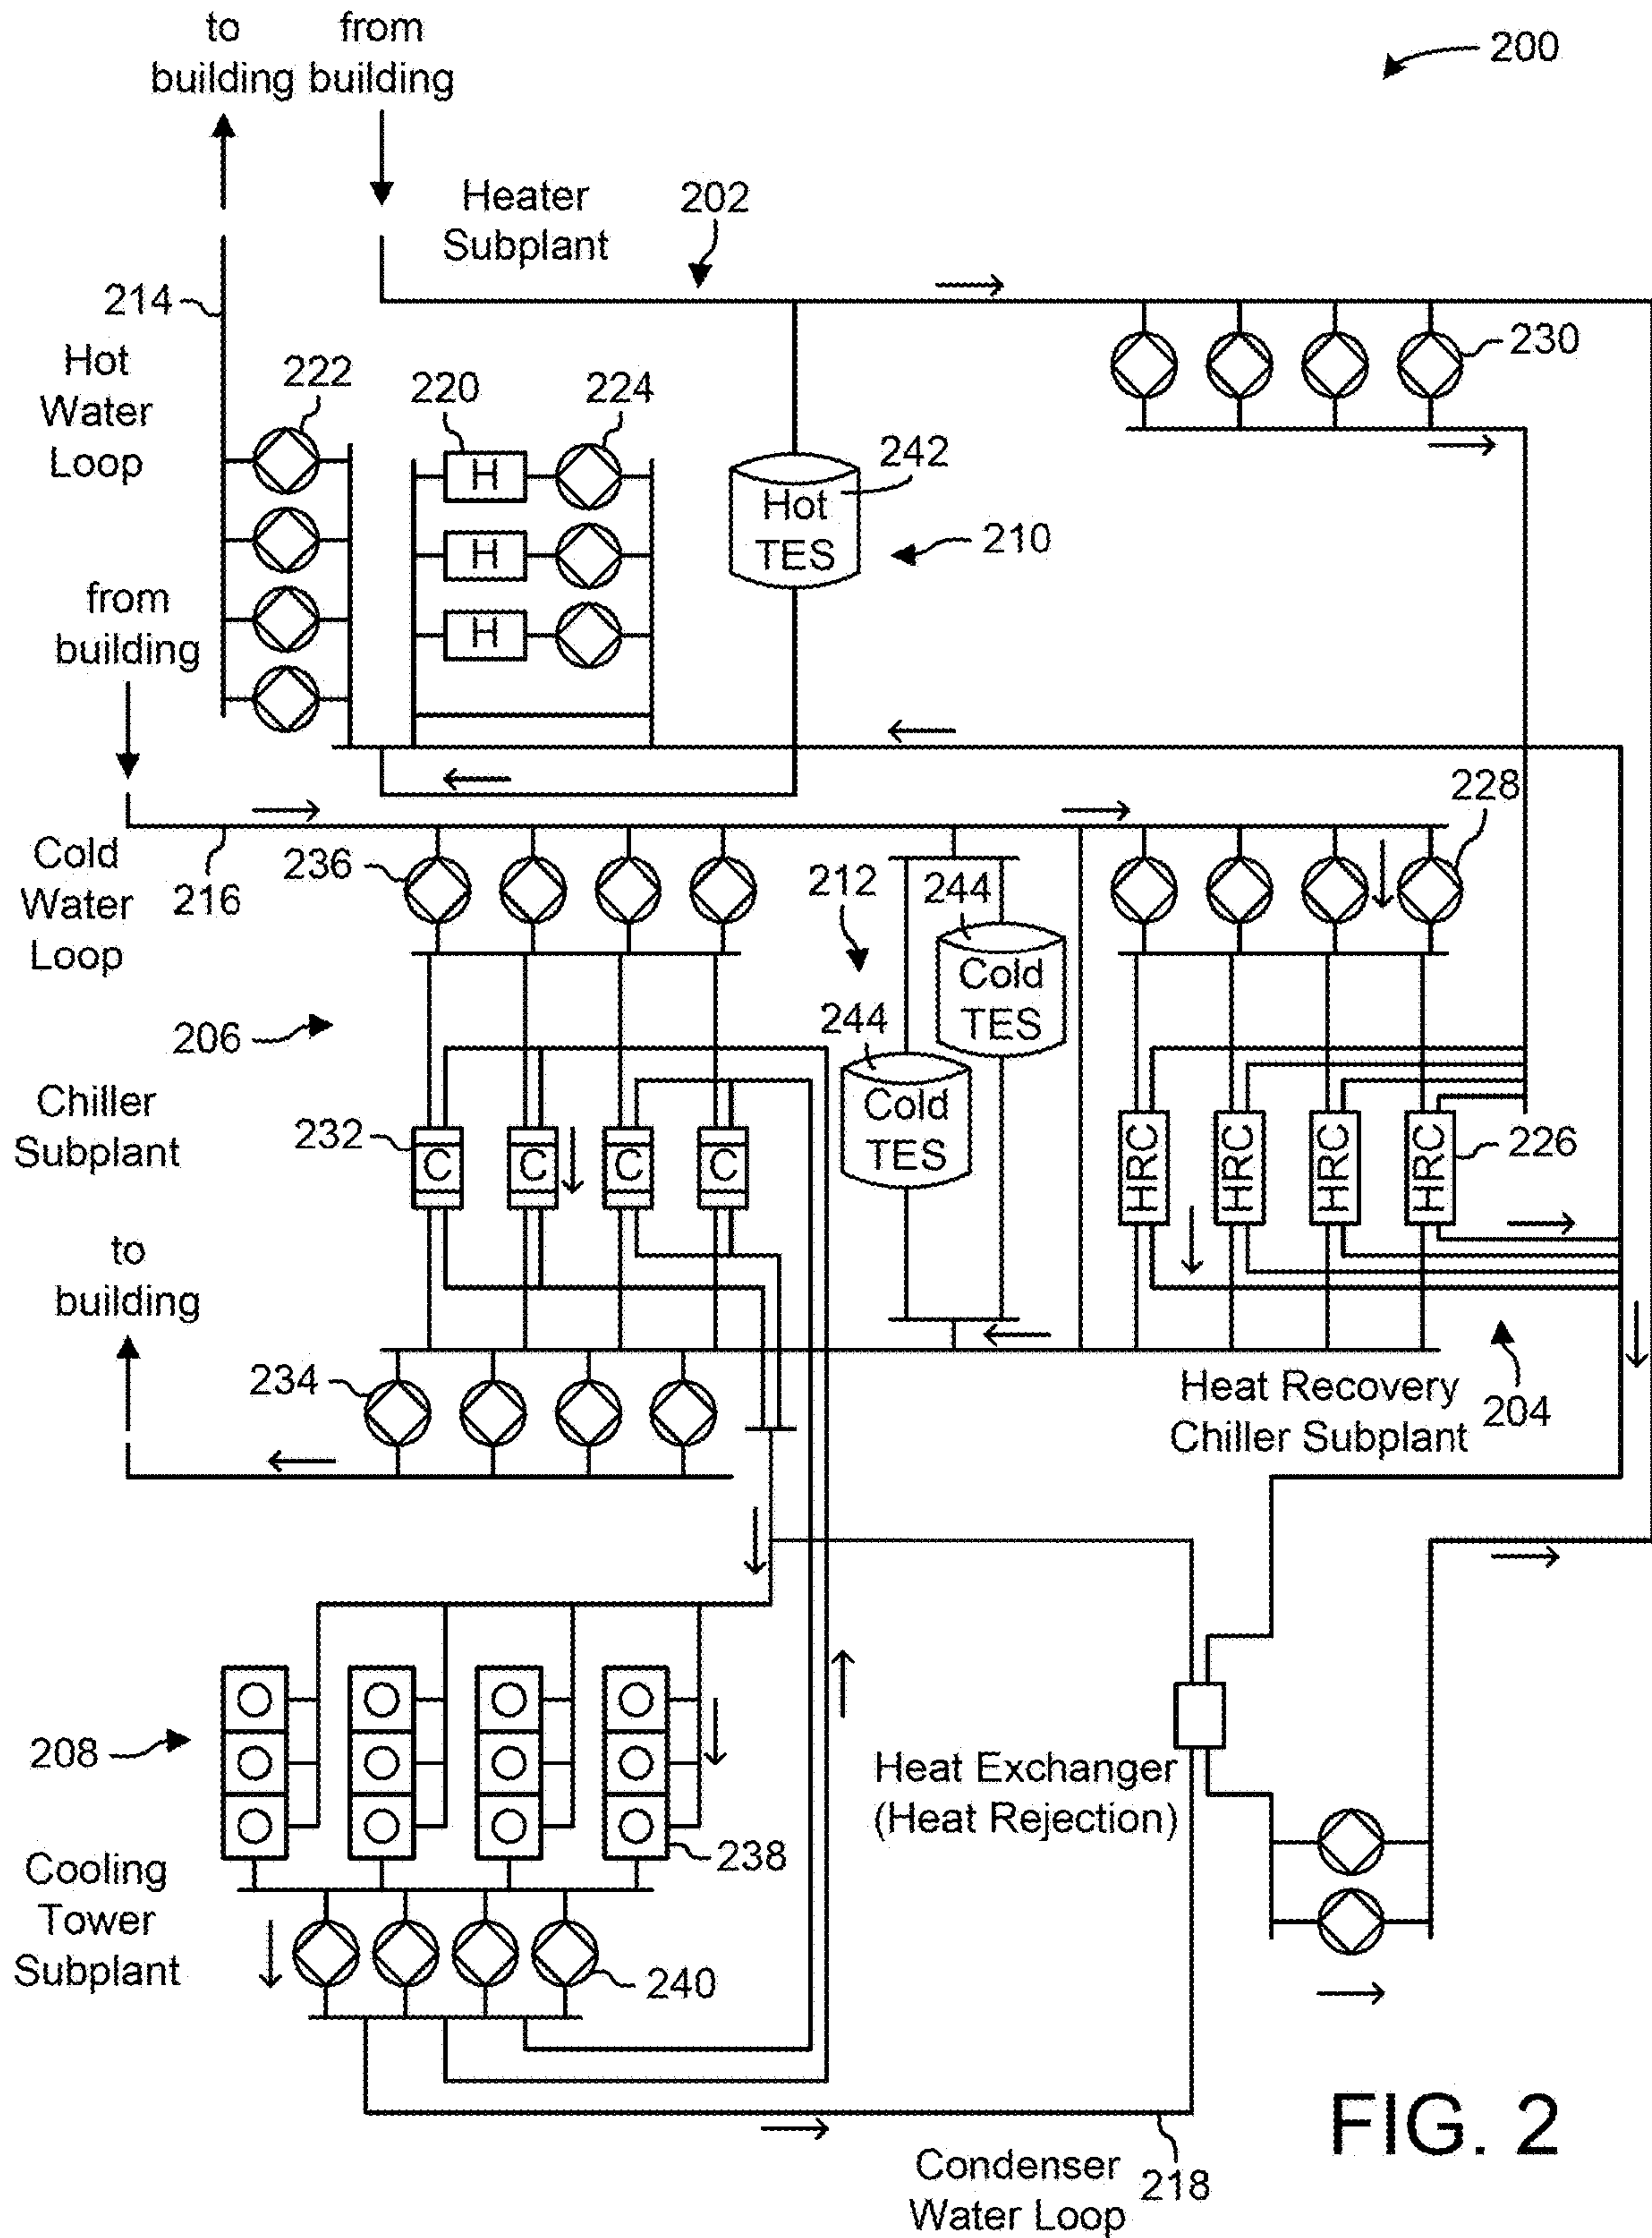 to
building
from
building
200
Heater
Subplant
202
214
Hot
Water
Loop
222
220
224
230
H
H
H
Hot
TES
242
210
from
building
228
Cold
Water
Loop
216
236
212
244
Cold
TES
244
Cold
TES
206
Chiller
Subplant
232
C
C
C
C
HRC
HRC
HRC
HRC
226
to
building
234
Heat Recovery
Chiller Subplant
204
208
Heat Exchanger
(Heat Rejection)
238
Cooling
Tower
Subplant
240
Condenser
Water Loop
218
FIG. 2